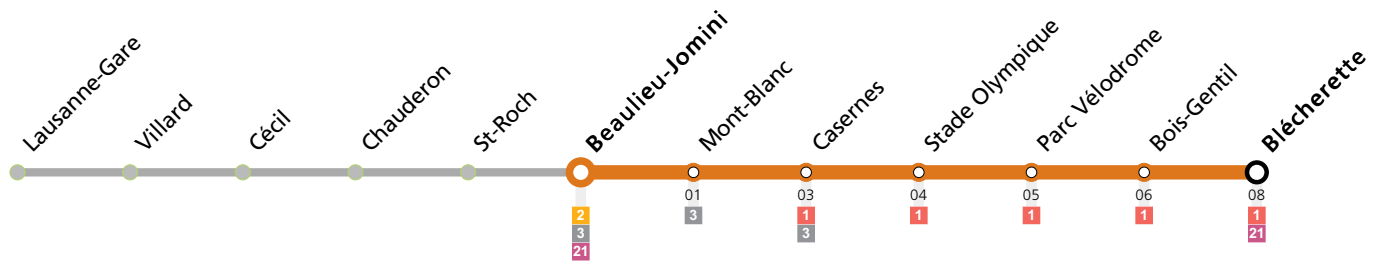 Lausanne-Gare
Villard
Cécil
Chauderon
St-Roch
Beaulieu-Jomini
Mont-Blanc
Casernes
Stade Olympique
Parc Vélodrome
Bois-Gentil
Blécherette
01 03 04 05 06 08
2 3 1 1 1 1 1
3 3 21
21